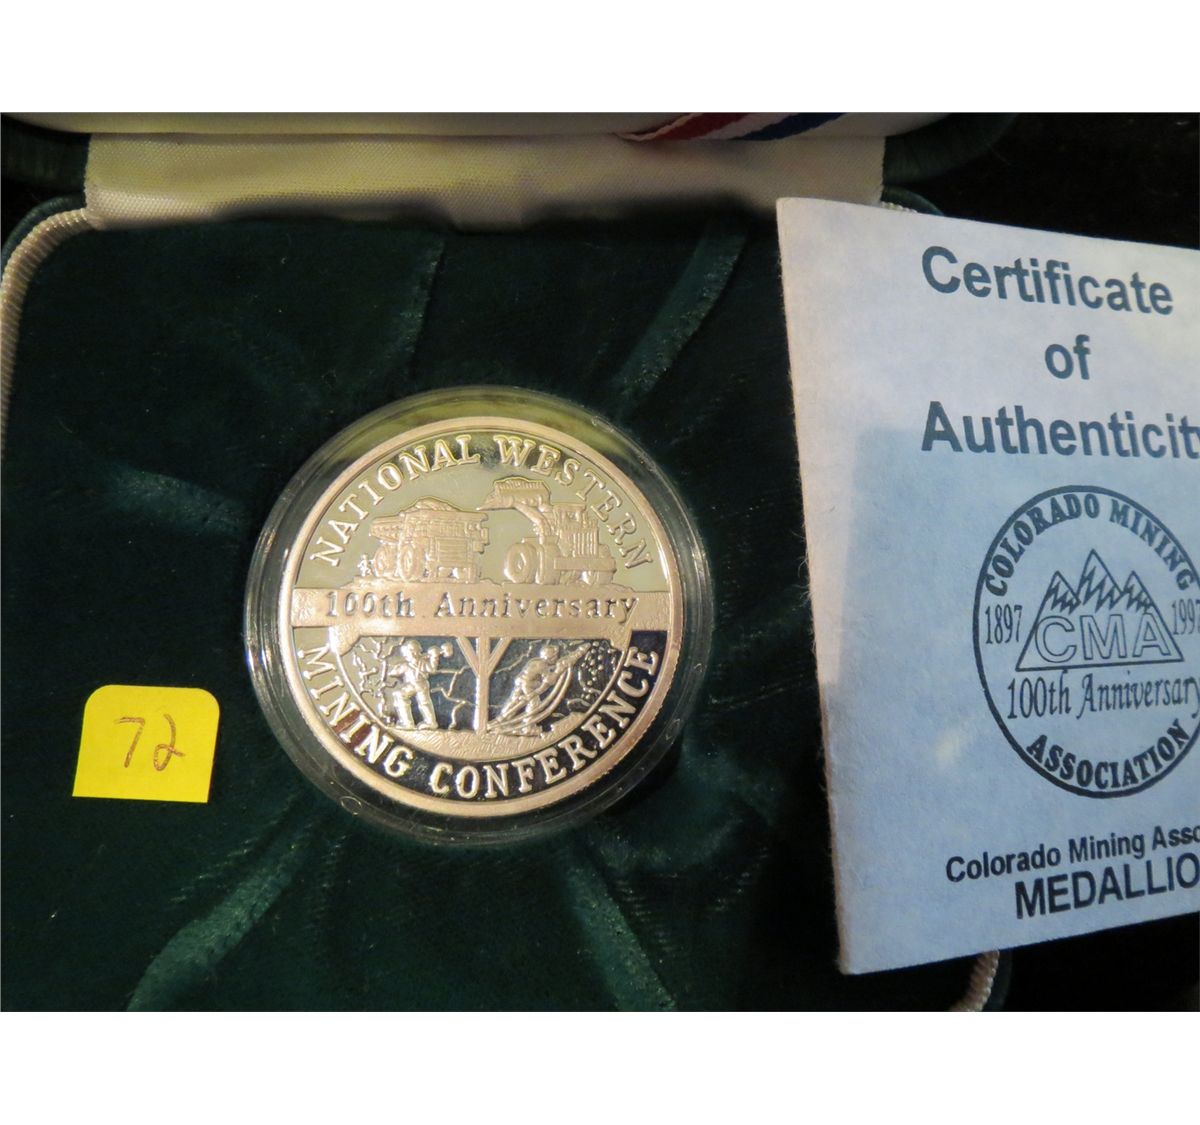 NATIONAL WESTERN
100th Anniversary
MINING CONFERENCE
72
Certificate
of
Authenticit
COLORADO MINING
1897 199
CMA
100th Anniversary
ASSOCIATION
Colorado Mining Asso
MEDALLIO